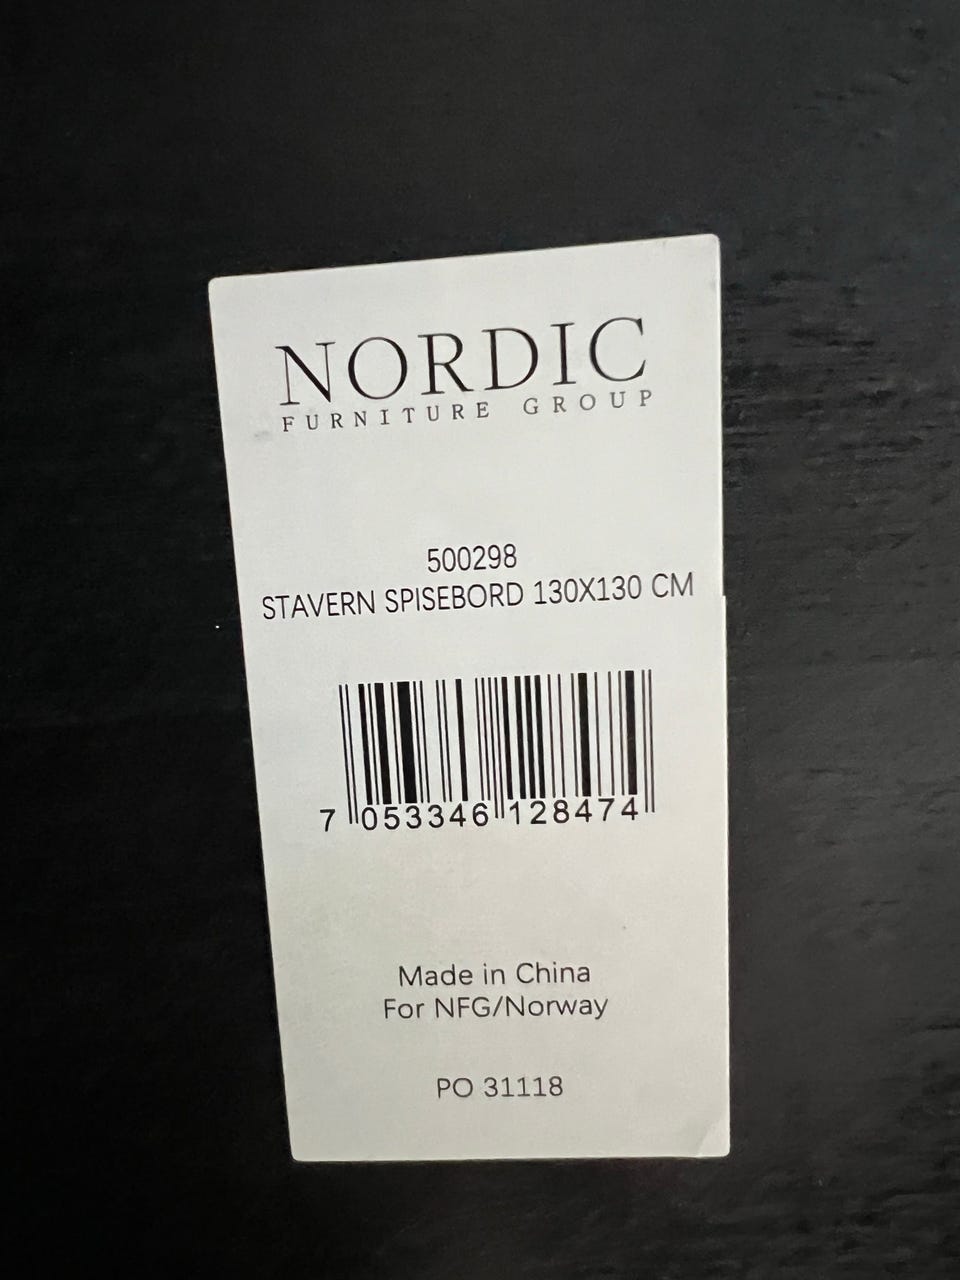 NORDIC
FURNITURE GROUP
500298
STAVERN SPISEBORD 130X130 CM
7 053346 128474
Made in China
For NFG/Norway
PO 31118